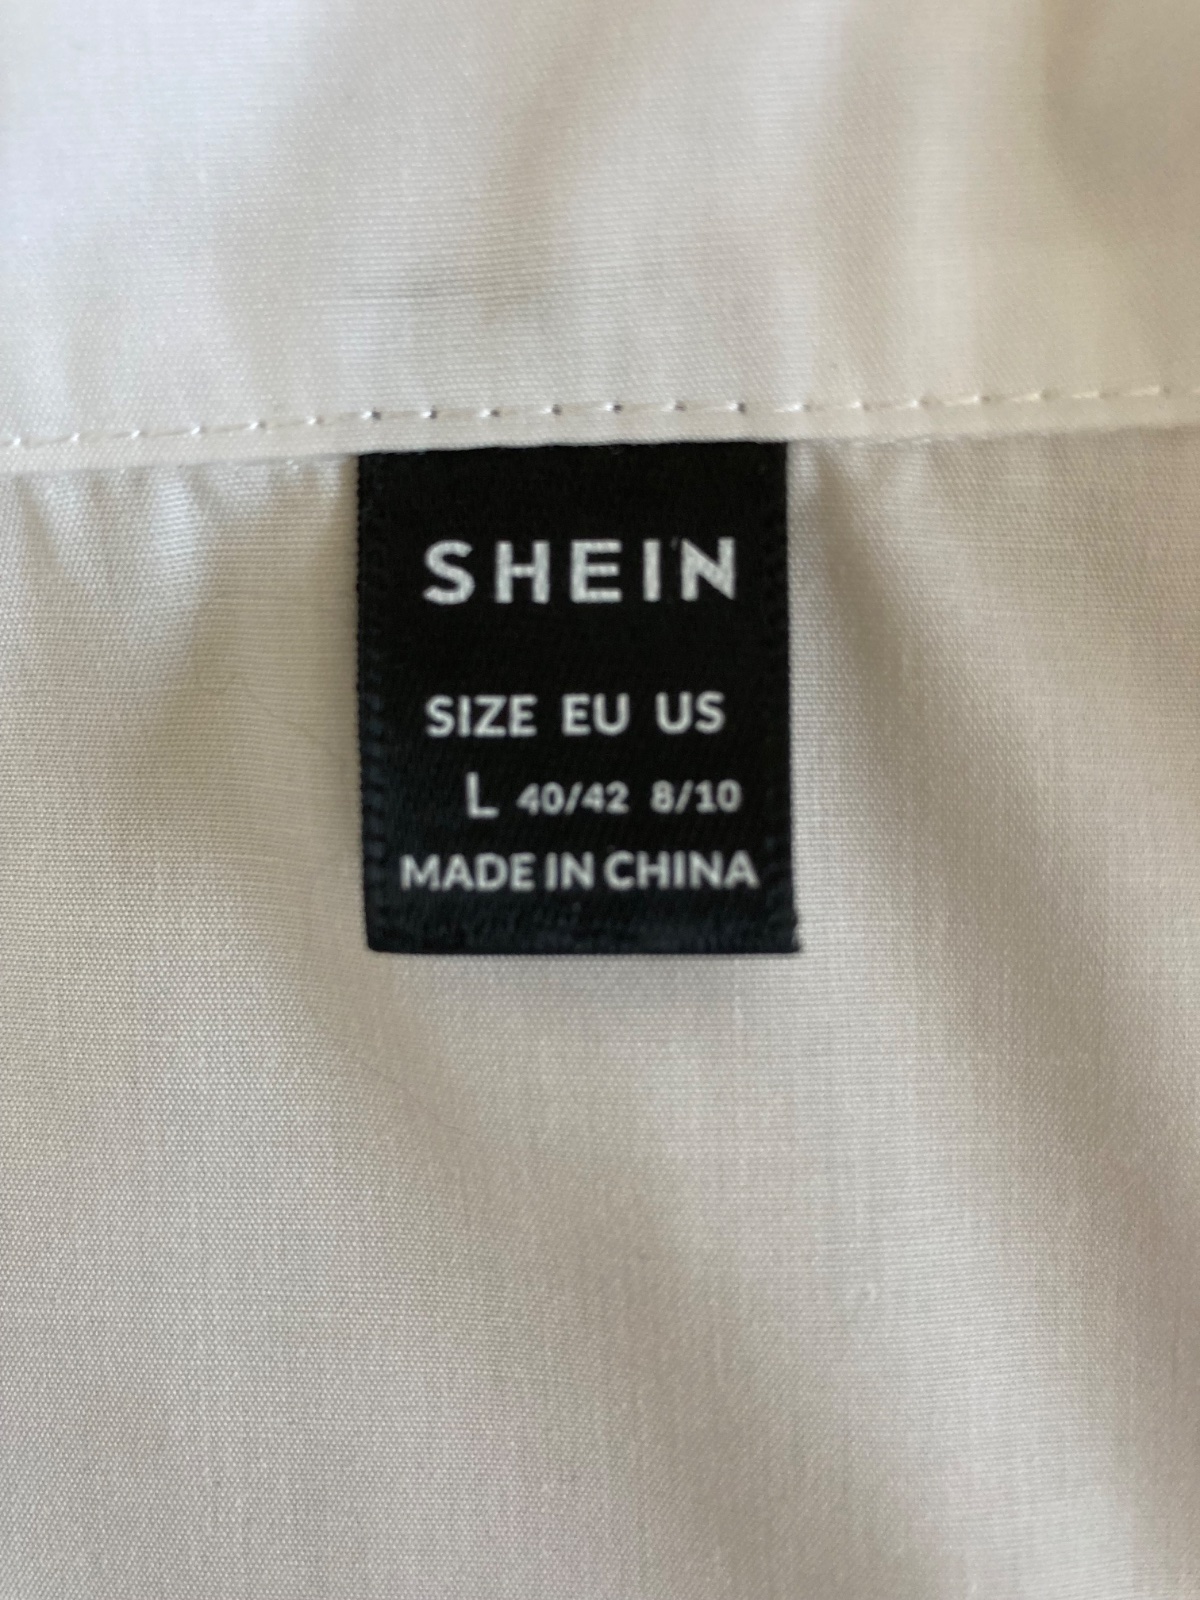 SHEIN
SIZE EU US
L 40/42 8/10
MADE IN CHINA